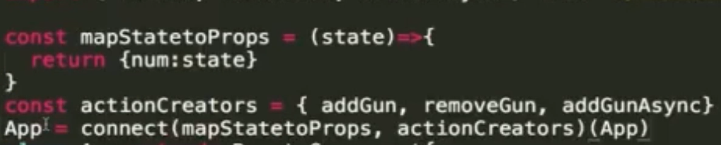 const mapStatetoProps = (state)=>{
return {num:state}
}
const actionCreators = { addGun, removeGun, addGunAsync}
App = connect(mapStatetoProps, actionCreators)(App)